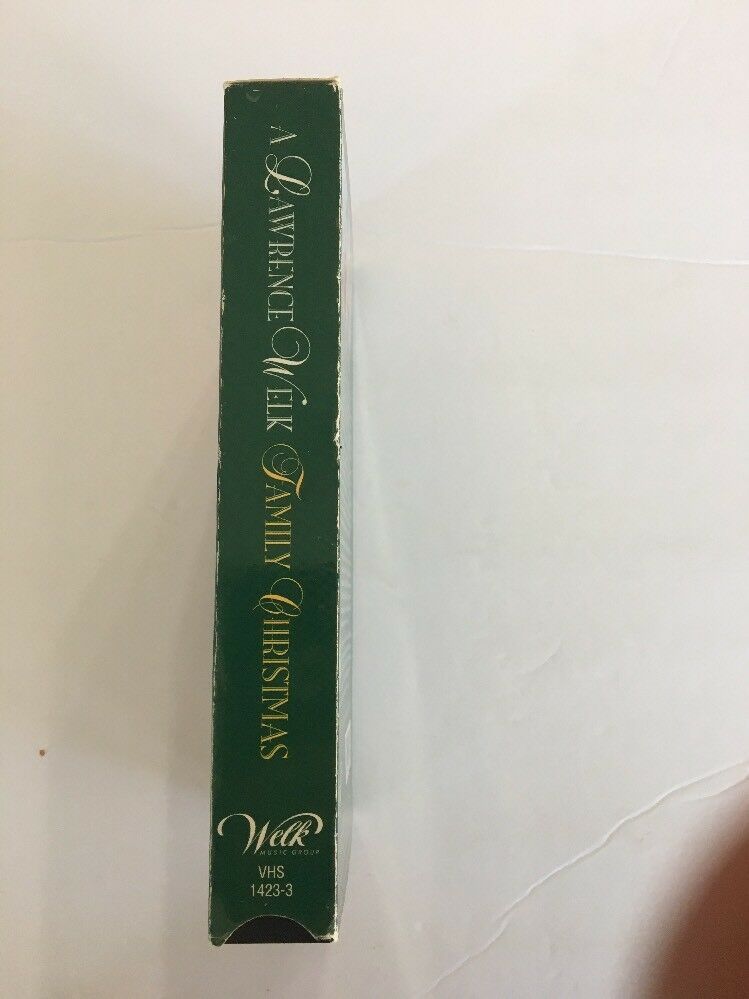 A LAWRENCE WELK FAMILY CHRISTMAS
Welk
MUSIC GROUP
VHS
1423-3